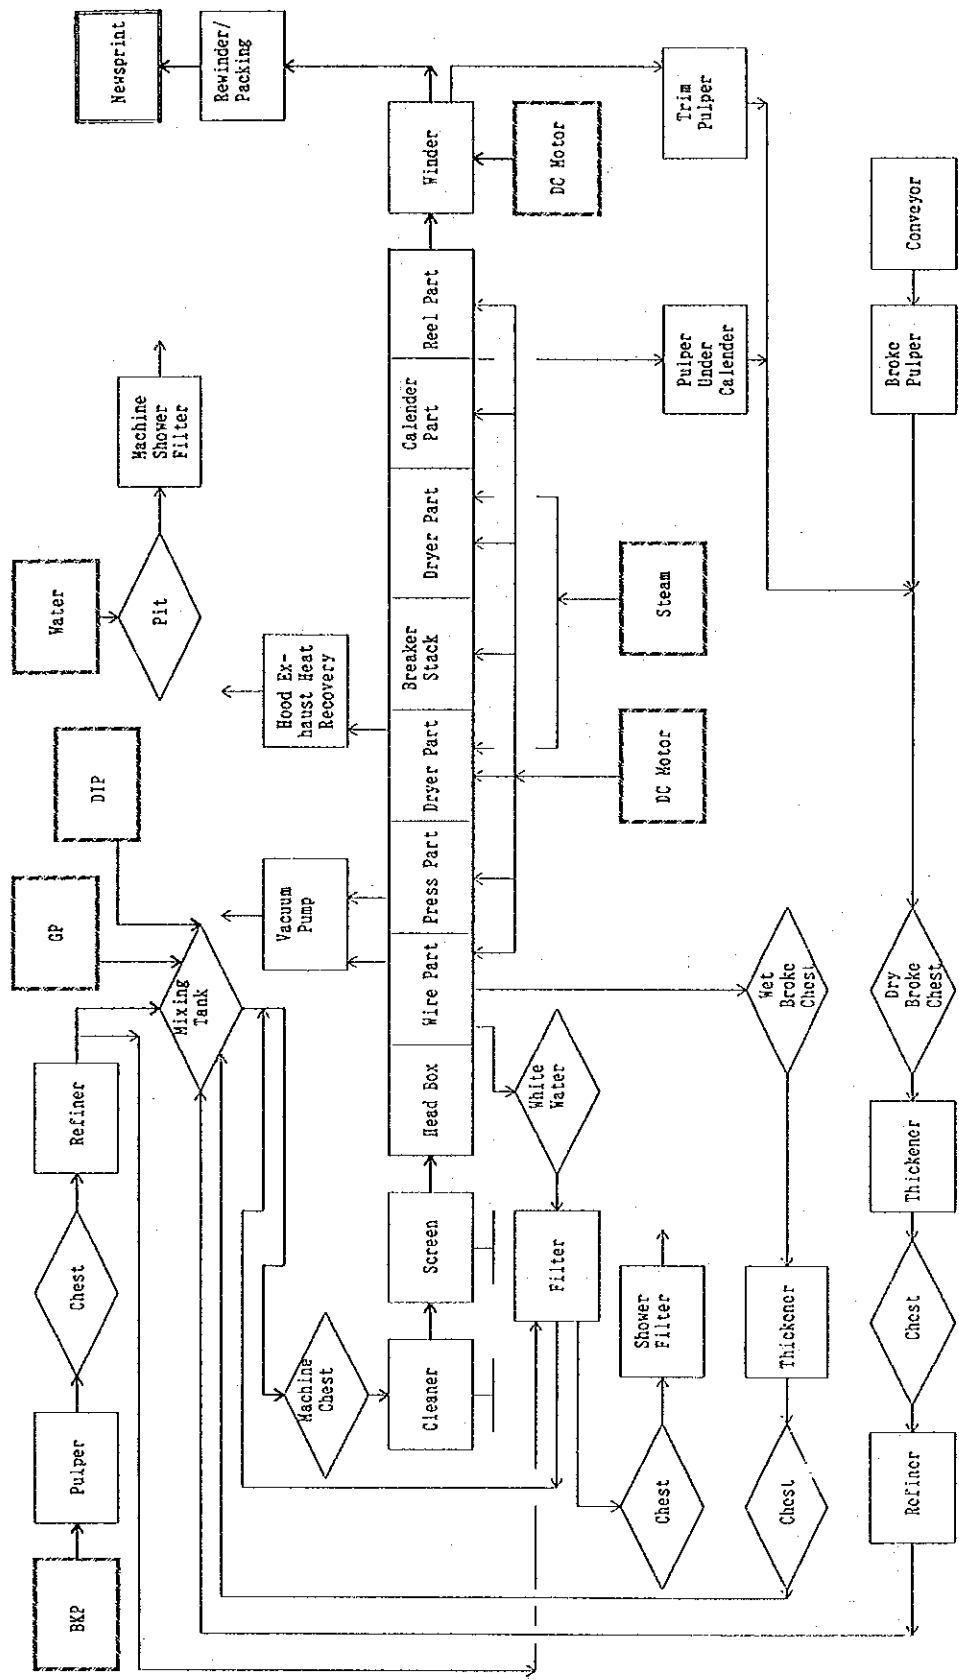 BKP
Pulper
Chest
Refiner
GP
DIP
Mixing
Tank
Water
Pit
Machine
Shower
Filter
Newsprint
Rewinder/
Packing
Vacuum
Pump
Hood Ex-
haust Heat
Recovery
Machine
Chest
Cleaner
Screen
Head Box
Wire Part
Press Part
Dryer Part
Breaker
Stack
Dryer Part
Calender
Part
Reel Part
Winder
DC Motor
White
Water
Filter
Chest
Shower
Filter
DC Motor
Steam
Pulper
Under
Calender
Trim
Pulper
Wet
Broke
Chest
Thickener
Chest
Conveyor
Broke
Pulper
Dry
Broke
Chest
Thickener
Chest
Refiner